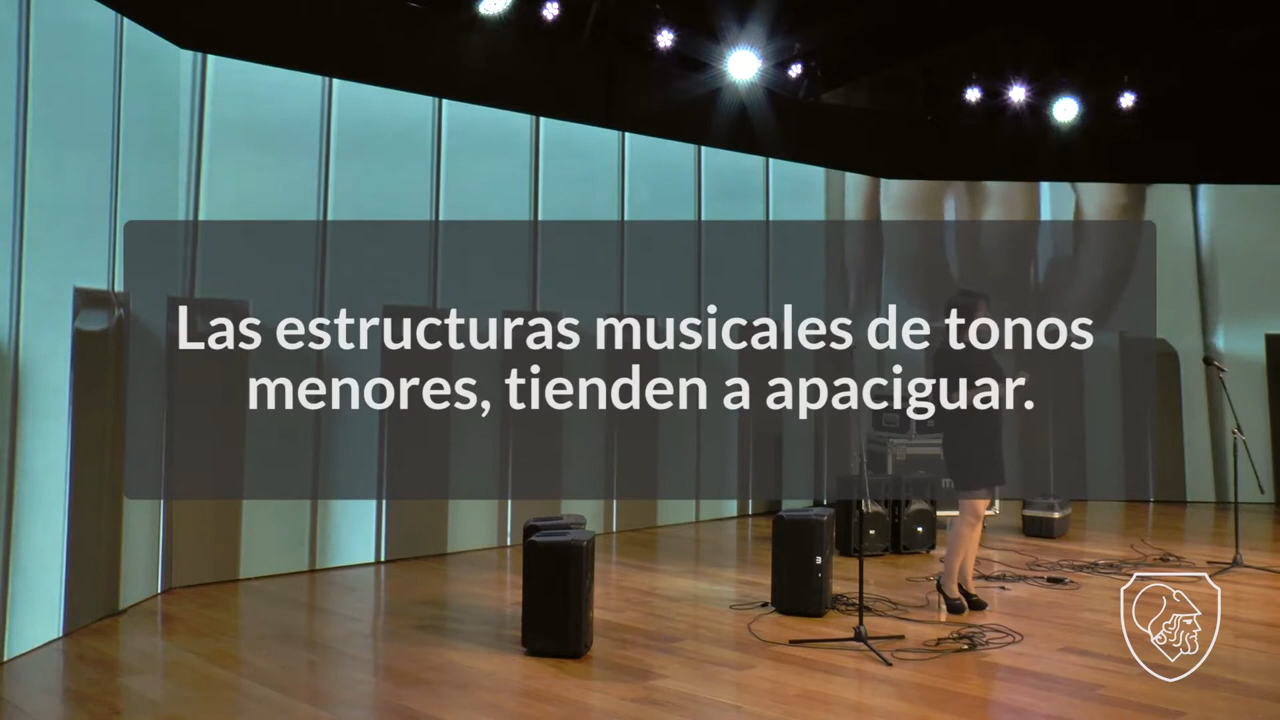 Las estructuras musicales de tonos
menores, tienden a apaciguar.